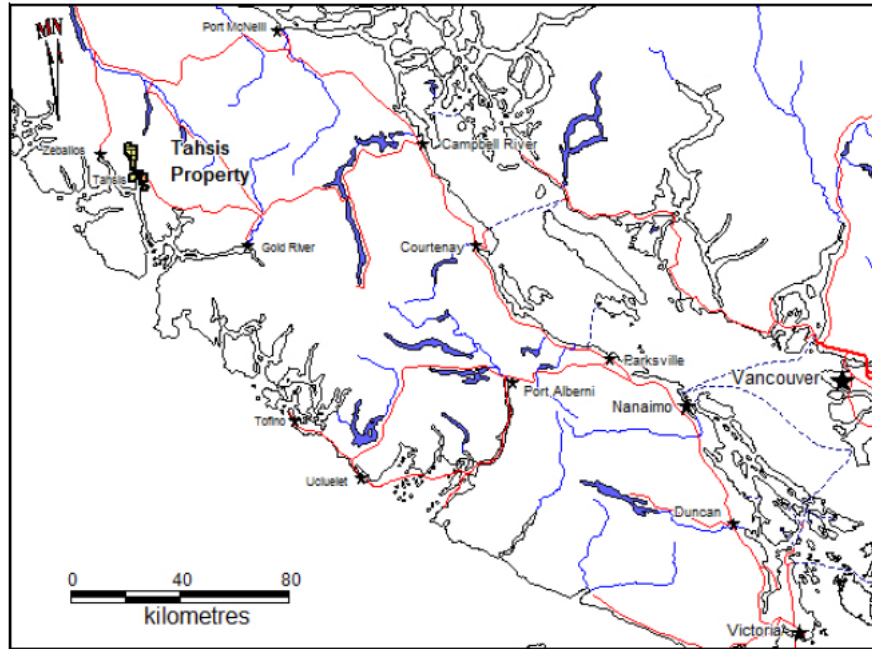 Port McNeill
MN
Tahsis
Property
Zeballos
Tahsis
Campbell River
Gold River
Courtenay
Parksville
Port Alberni
Vancouver
Nanaimo
Tofino
Ucluelet
Duncan
0 40 80
kilometres
Victoria